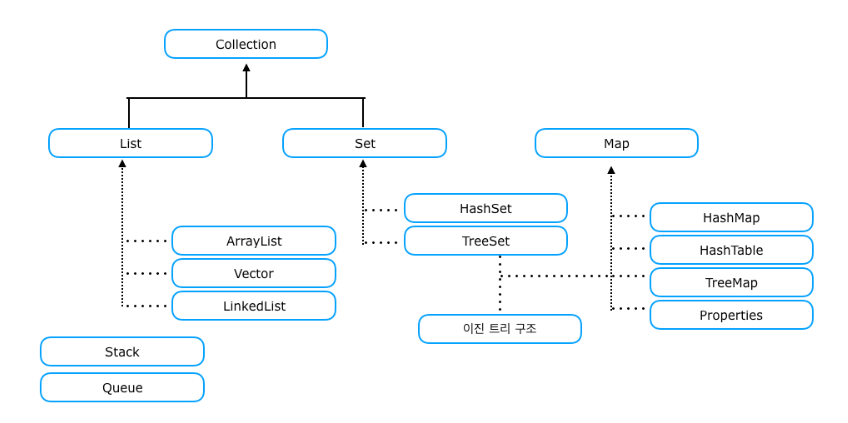 Collection
List
Set
Map
HashSet
TreeSet
ArrayList
Vector
LinkedList
HashMap
HashTable
TreeMap
Properties
이진 트리 구조
Stack
Queue